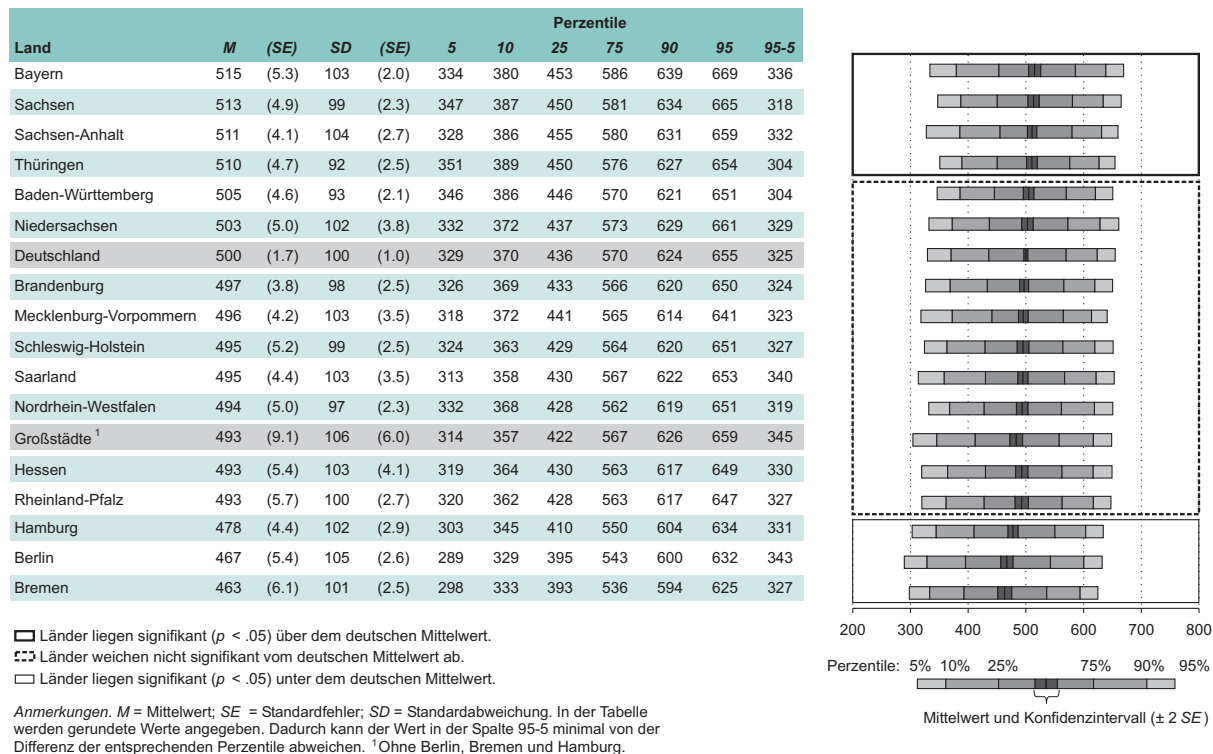 Perzentile
Land M (SE) SD (SE) 5 10 25 75 90 95 95-5
Bayern 515 (5.3) 103 (2.0) 334 380 453 586 639 669 336
Sachsen 513 (4.9) 99 (2.3) 347 387 450 581 634 665 318
Sachsen-Anhalt 511 (4.1) 104 (2.7) 328 386 455 580 631 659 332
Thüringen 510 (4.7) 92 (2.5) 351 389 450 576 627 654 304
Baden-Württemberg 505 (4.6) 93 (2.1) 346 386 446 570 621 651 304
Niedersachsen 503 (5.0) 102 (3.8) 332 372 437 573 629 661 329
Deutschland 500 (1.7) 100 (1.0) 329 370 436 570 624 655 325
Brandenburg 497 (3.8) 98 (2.5) 326 369 433 566 620 650 324
Mecklenburg-Vorpommern 496 (4.2) 103 (3.5) 318 372 441 565 614 641 323
Schleswig-Holstein 495 (5.2) 99 (2.5) 324 363 429 564 620 651 327
Saarland 495 (4.4) 103 (3.5) 313 358 430 567 622 653 340
Nordrhein-Westfalen 494 (5.0) 97 (2.3) 332 368 428 562 619 651 319
Großstädte 1 493 (9.1) 106 (6.0) 314 357 422 567 626 659 345
Hessen 493 (5.4) 103 (4.1) 319 364 430 563 617 649 330
Rheinland-Pfalz 493 (5.7) 100 (2.7) 320 362 428 563 617 647 327
Hamburg 478 (4.4) 102 (2.9) 303 345 410 550 604 634 331
Berlin 467 (5.4) 105 (2.6) 289 329 395 543 600 632 343
Bremen 463 (6.1) 101 (2.5) 298 333 393 536 594 625 327
200 300 400 500 600 700 800
Länder liegen signifikant (p < .05) über dem deutschen Mittelwert.
Länder weichen nicht signifikant vom deutschen Mittelwert ab.
Länder liegen signifikant (p < .05) unter dem deutschen Mittelwert.
Perzentile: 5% 10% 25% 75% 90% 95%
Mittelwert und Konfidenzintervall (± 2 SE)
Anmerkungen. M = Mittelwert; SE = Standardfehler; SD = Standardabweichung. In der Tabelle
werden gerundete Werte angegeben. Dadurch kann der Wert in der Spalte 95-5 minimal von der
Differenz der entsprechenden Perzentile abweichen. 1 Ohne Berlin, Bremen und Hamburg.